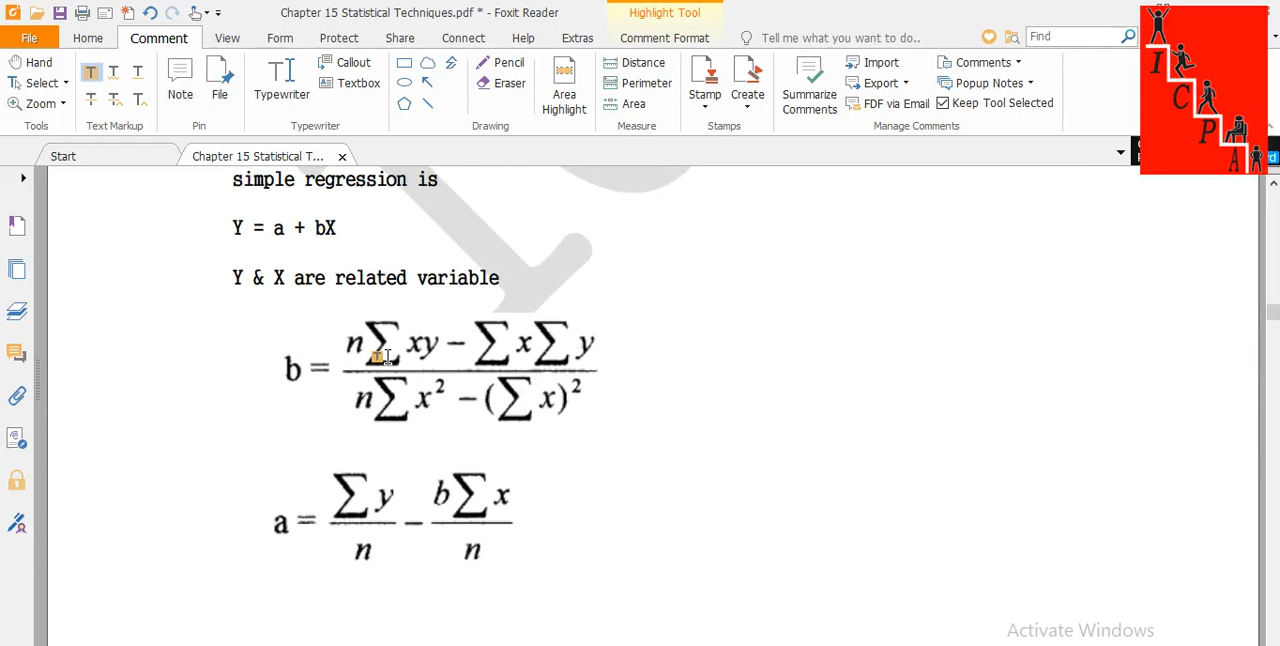 Chapter 15 Statistical Techniques.pdf * - Foxit Reader
Highlight Tool
File Home Comment View Form Protect Share Connect Help Extras Comment Format Tell me what you want to do.. Find
Hand
Select
Zoom
Tools
Text Markup
Note
File
Pin
Typewriter
Callout
Textbox
Typewriter
Pencil
Eraser
Drawing
Area
Highlight
Distance
Perimeter
Area
Measure
Stamp
Create
Stamps
Summarize
Comments
Import
Export
FDF via Email
Comments
Popup Notes
Keep Tool Selected
Manage Comments
I
C
P
A
Start
Chapter 15 Statistical T...
simple regression is
Y = a + bX
Y & X are related variable
b = (n∑xy − ∑x∑y) / (n∑x² − (∑x)²)
a = ∑y / n − b∑x / n
Activate Windows